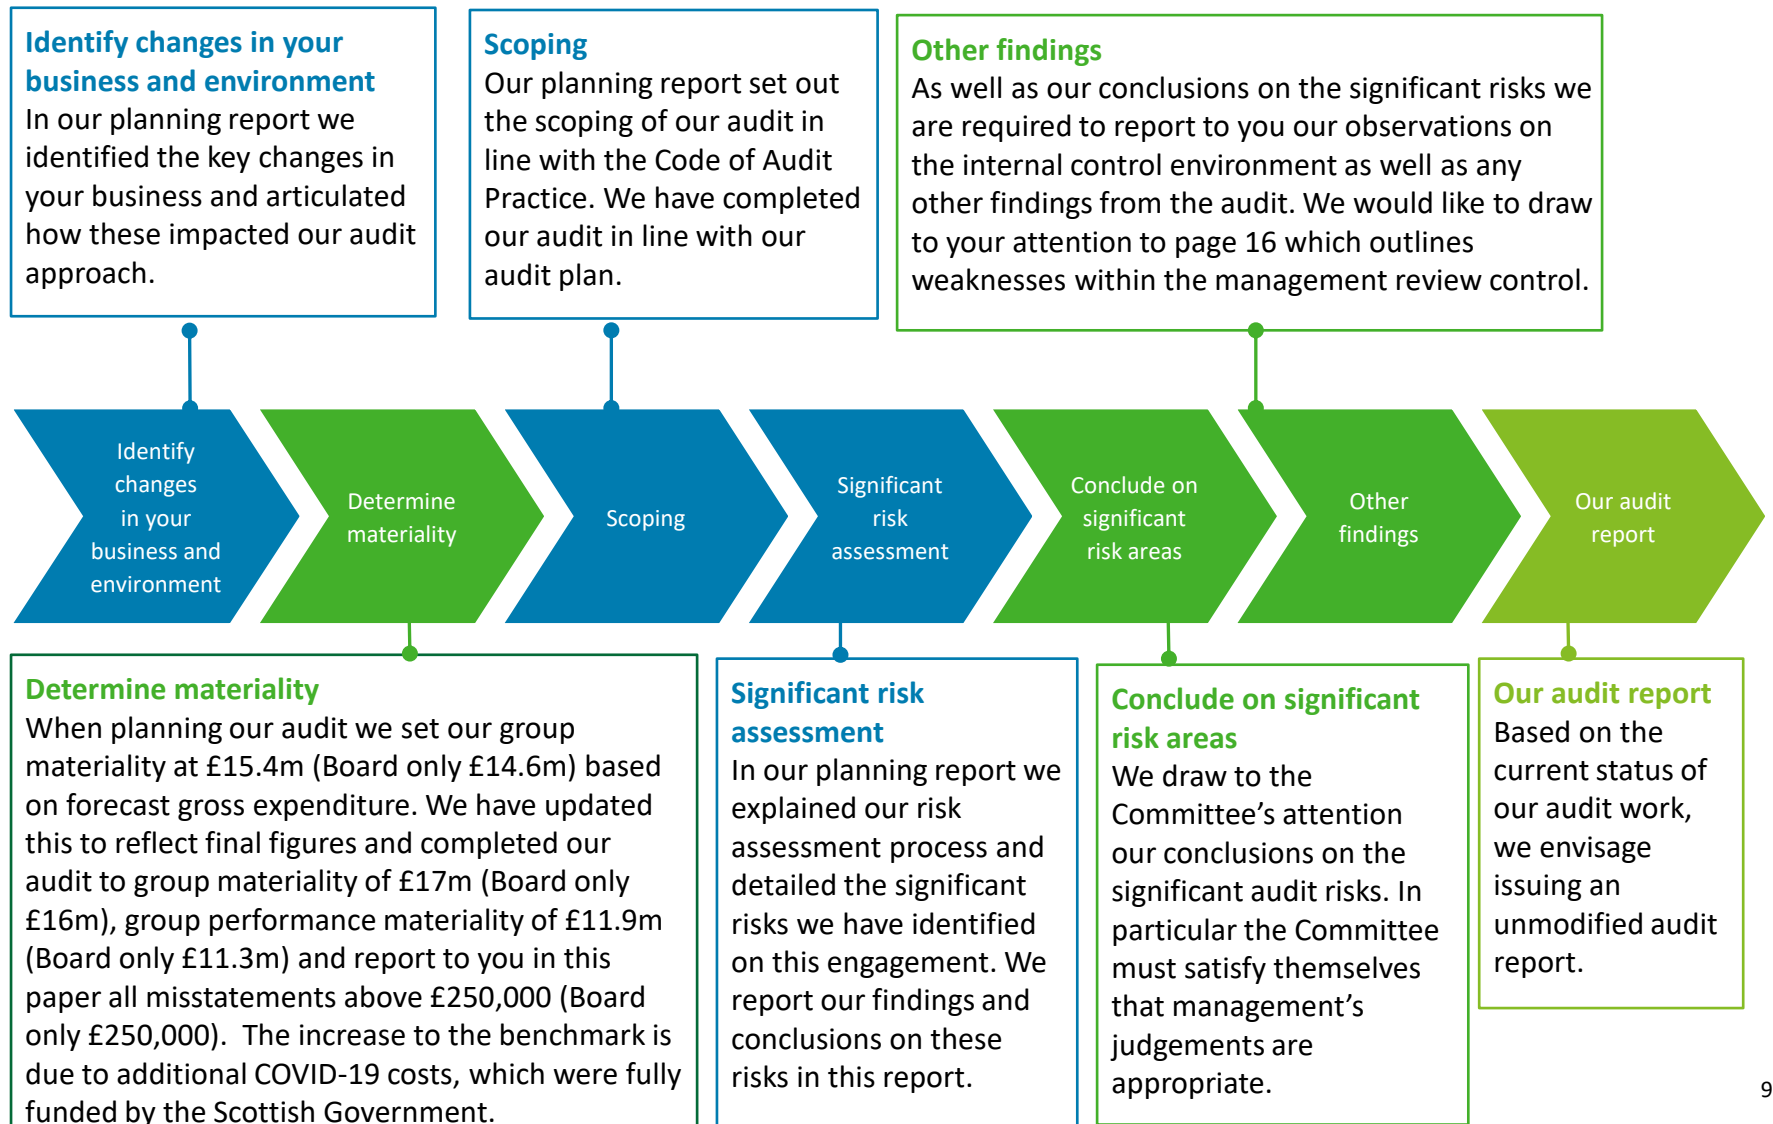 Identify changes in your
business and environment
In our planning report we
identified the key changes in
your business and articulated
how these impacted our audit
approach.
Scoping
Our planning report set out
the scoping of our audit in
line with the Code of Audit
Practice. We have completed
our audit in line with our
audit plan.
Other findings
As well as our conclusions on the significant risks we
are required to report to you our observations on
the internal control environment as well as any
other findings from the audit. We would like to draw
to your attention to page 16 which outlines
weaknesses within the management review control.
Identify
changes
in your
business and
environment
Determine
materiality
Scoping
Significant
risk
assessment
Conclude on
significant
risk areas
Other
findings
Our audit
report
Determine materiality
When planning our audit we set our group
materiality at £15.4m (Board only £14.6m) based
on forecast gross expenditure. We have updated
this to reflect final figures and completed our
audit to group materiality of £17m (Board only
£16m), group performance materiality of £11.9m
(Board only £11.3m) and report to you in this
paper all misstatements above £250,000 (Board
only £250,000).  The increase to the benchmark is
due to additional COVID-19 costs, which were fully
funded by the Scottish Government.
Significant risk
assessment
In our planning report we
explained our risk
assessment process and
detailed the significant
risks we have identified
on this engagement. We
report our findings and
conclusions on these
risks in this report.
Conclude on significant
risk areas
We draw to the
Committee’s attention
our conclusions on the
significant audit risks. In
particular the Committee
must satisfy themselves
that management’s
judgements are
appropriate.
Our audit report
Based on the
current status of
our audit work,
we envisage
issuing an
unmodified audit
report.
9